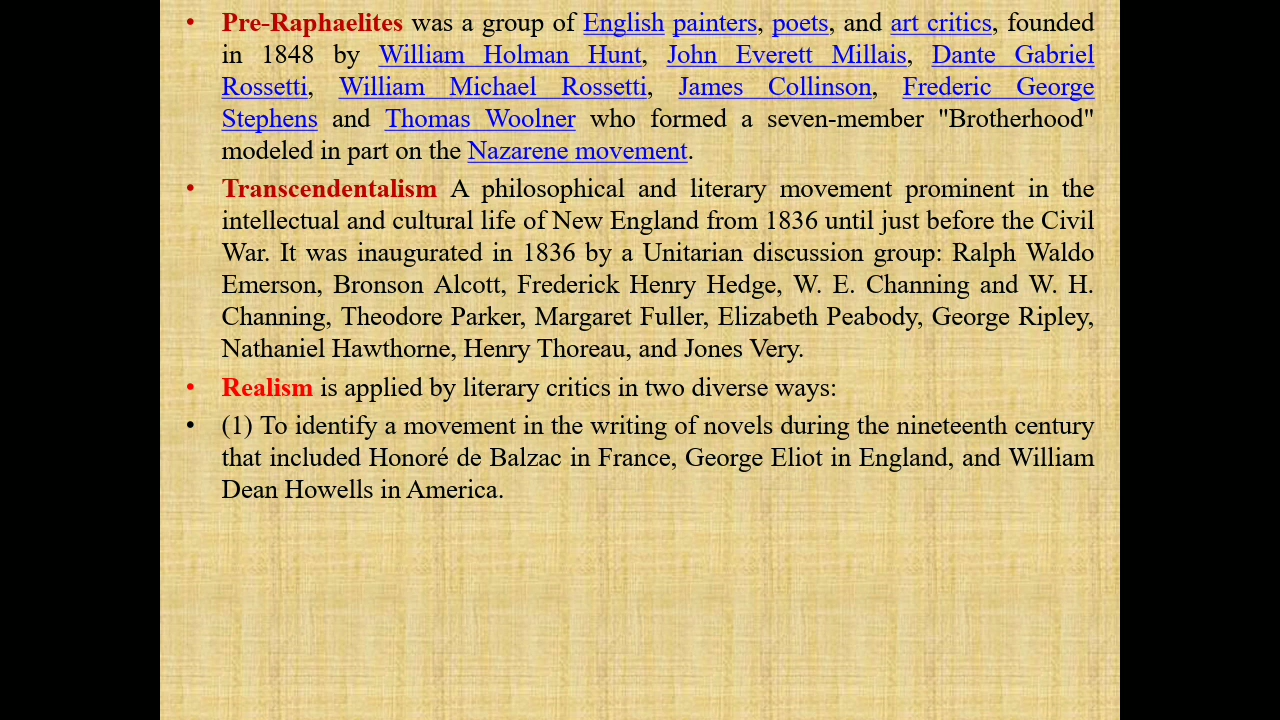 • Pre-Raphaelites was a group of English painters, poets, and art critics, founded
in 1848 by William Holman Hunt, John Everett Millais, Dante Gabriel
Rossetti, William Michael Rossetti, James Collinson, Frederic George
Stephens and Thomas Woolner who formed a seven-member "Brotherhood"
modeled in part on the Nazarene movement.
• Transcendentalism A philosophical and literary movement prominent in the
intellectual and cultural life of New England from 1836 until just before the Civil
War. It was inaugurated in 1836 by a Unitarian discussion group: Ralph Waldo
Emerson, Bronson Alcott, Frederick Henry Hedge, W. E. Channing and W. H.
Channing, Theodore Parker, Margaret Fuller, Elizabeth Peabody, George Ripley,
Nathaniel Hawthorne, Henry Thoreau, and Jones Very.
• Realism is applied by literary critics in two diverse ways:
• (1) To identify a movement in the writing of novels during the nineteenth century
that included Honoré de Balzac in France, George Eliot in England, and William
Dean Howells in America.